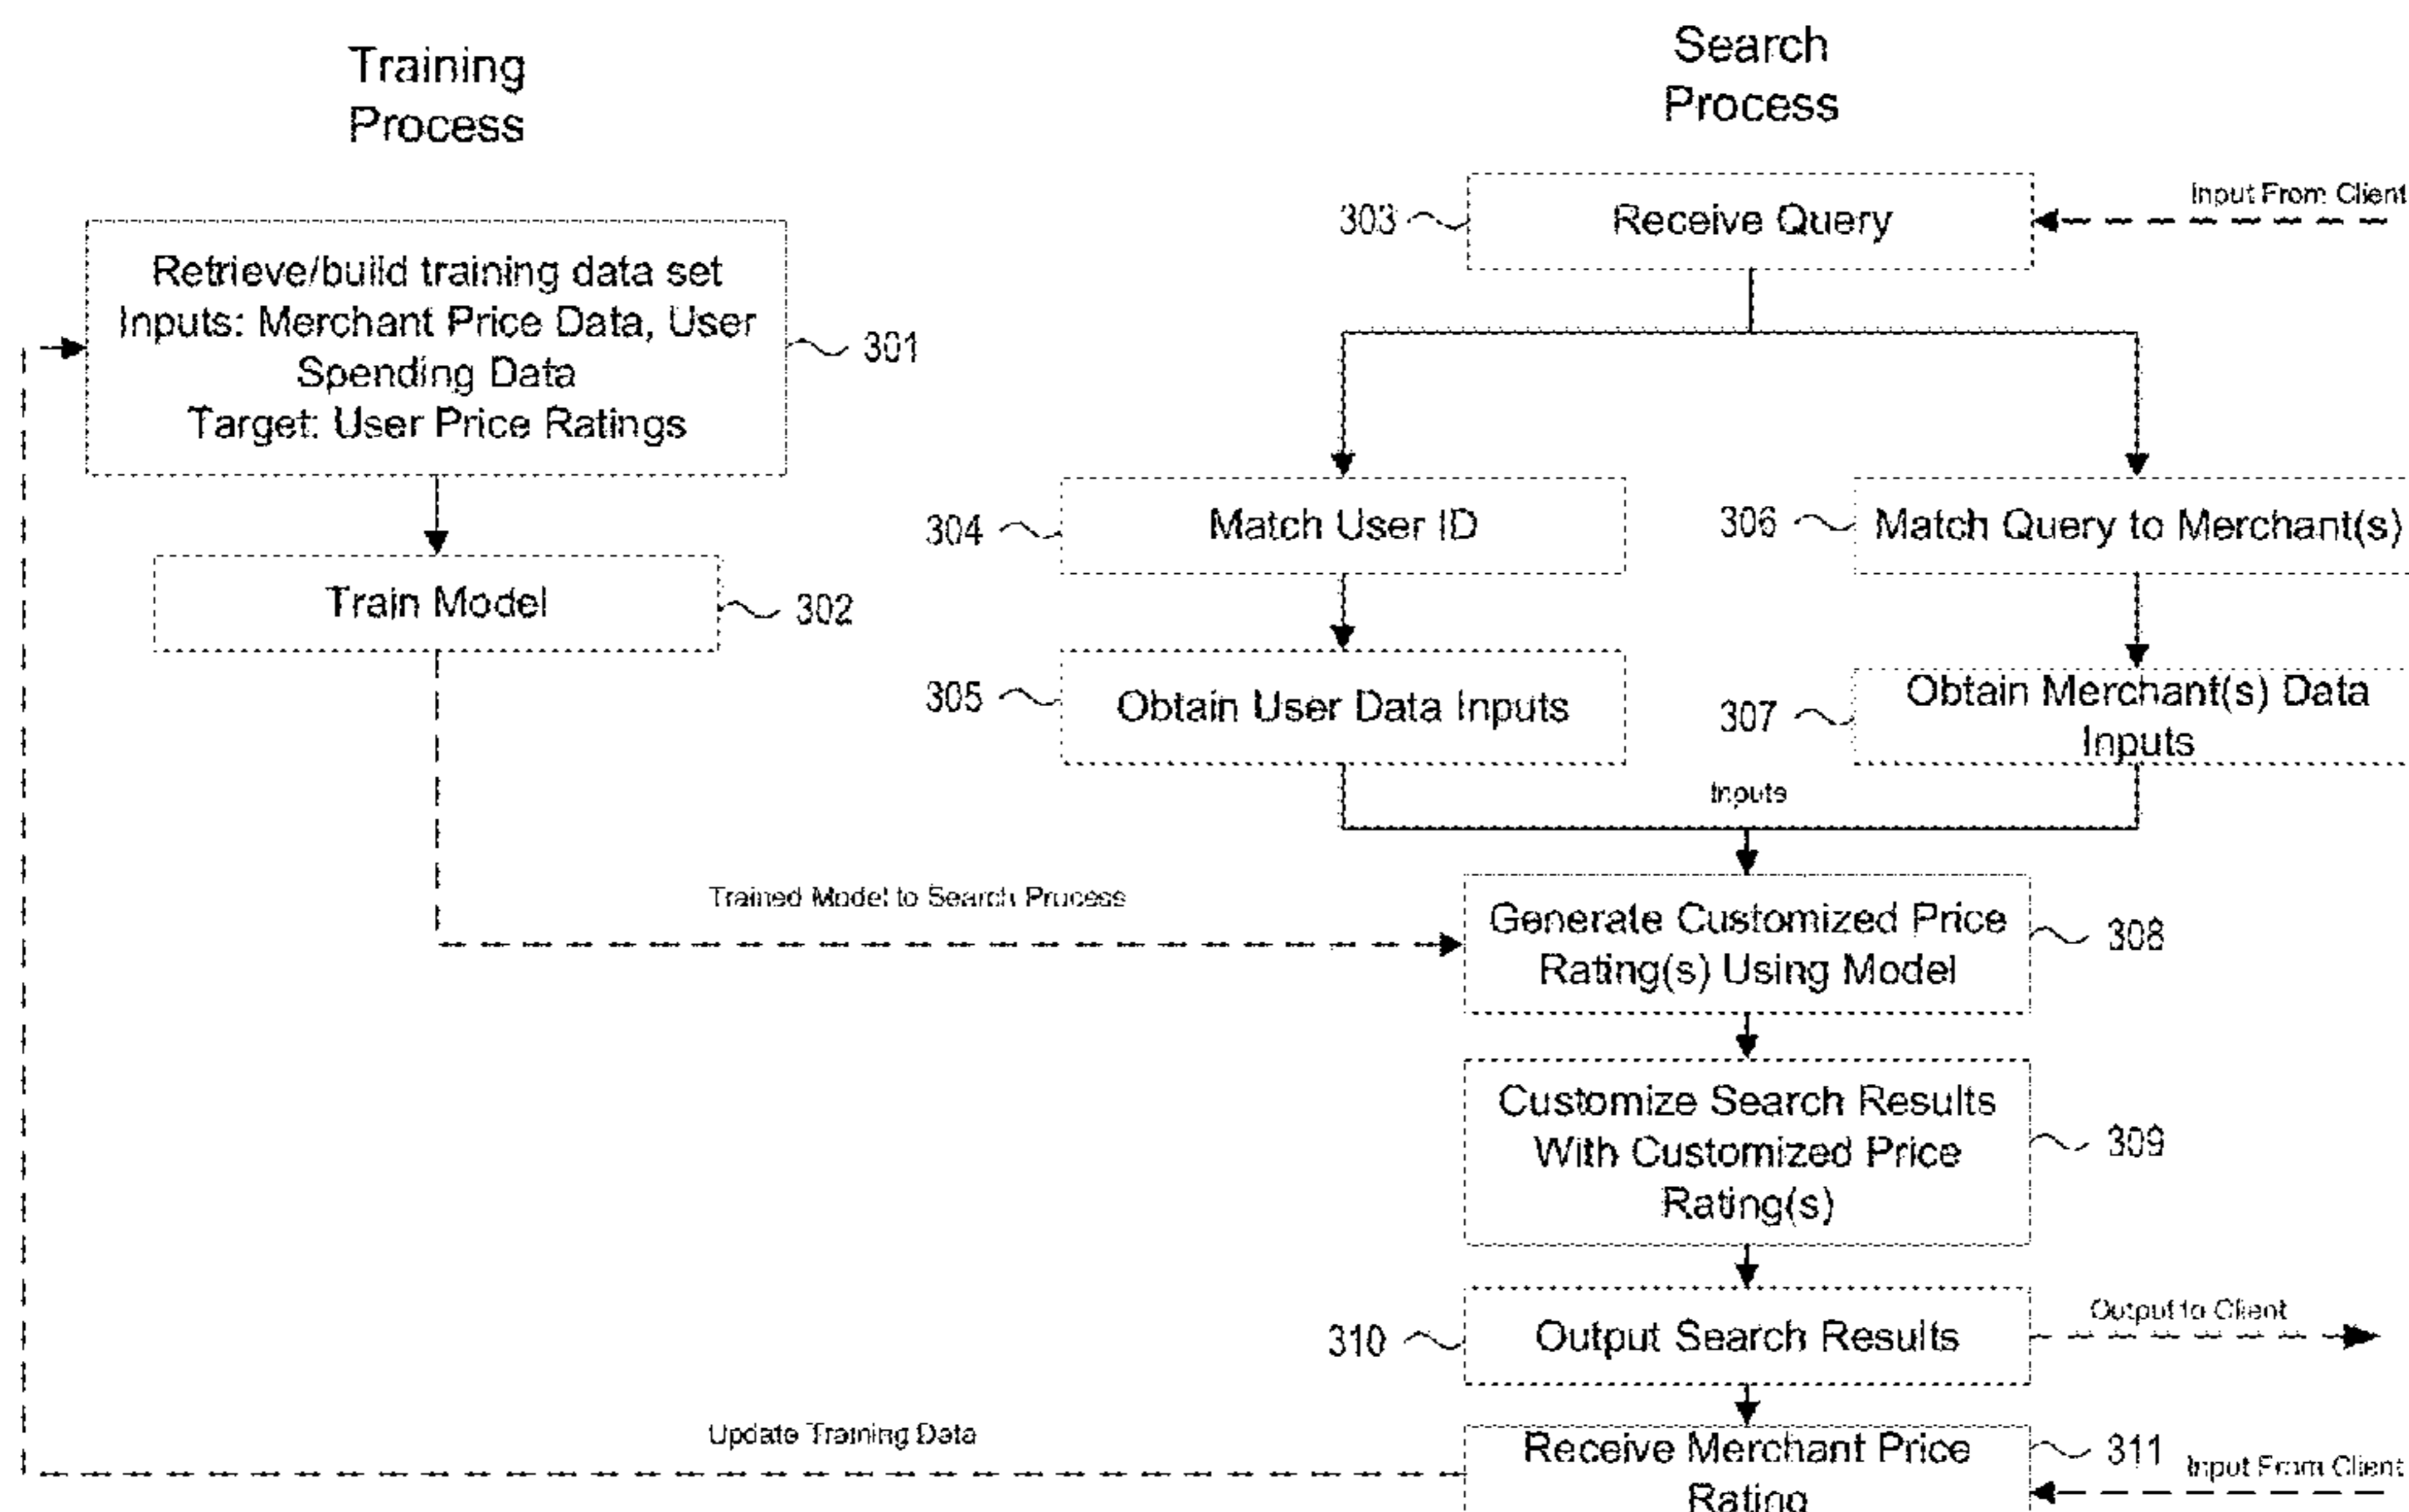 Training
Process
Search
Process
303
Receive Query
Input From Client
Retrieve/build training data set
Inputs: Merchant Price Data, User
Spending Data
Target: User Price Ratings
301
304
Match User ID
306
Match Query to Merchant(s)
Train Model
302
305
Obtain User Data Inputs
307
Obtain Merchant(s) Data
Inputs
Inputs
Trained Model to Search Process
Generate Customized Price
Rating(s) Using Model
308
Customize Search Results
With Customized Price
Rating(s)
309
310
Output Search Results
Output to Client
Update Training Data
Receive Merchant Price
Rating
311
Input From Client